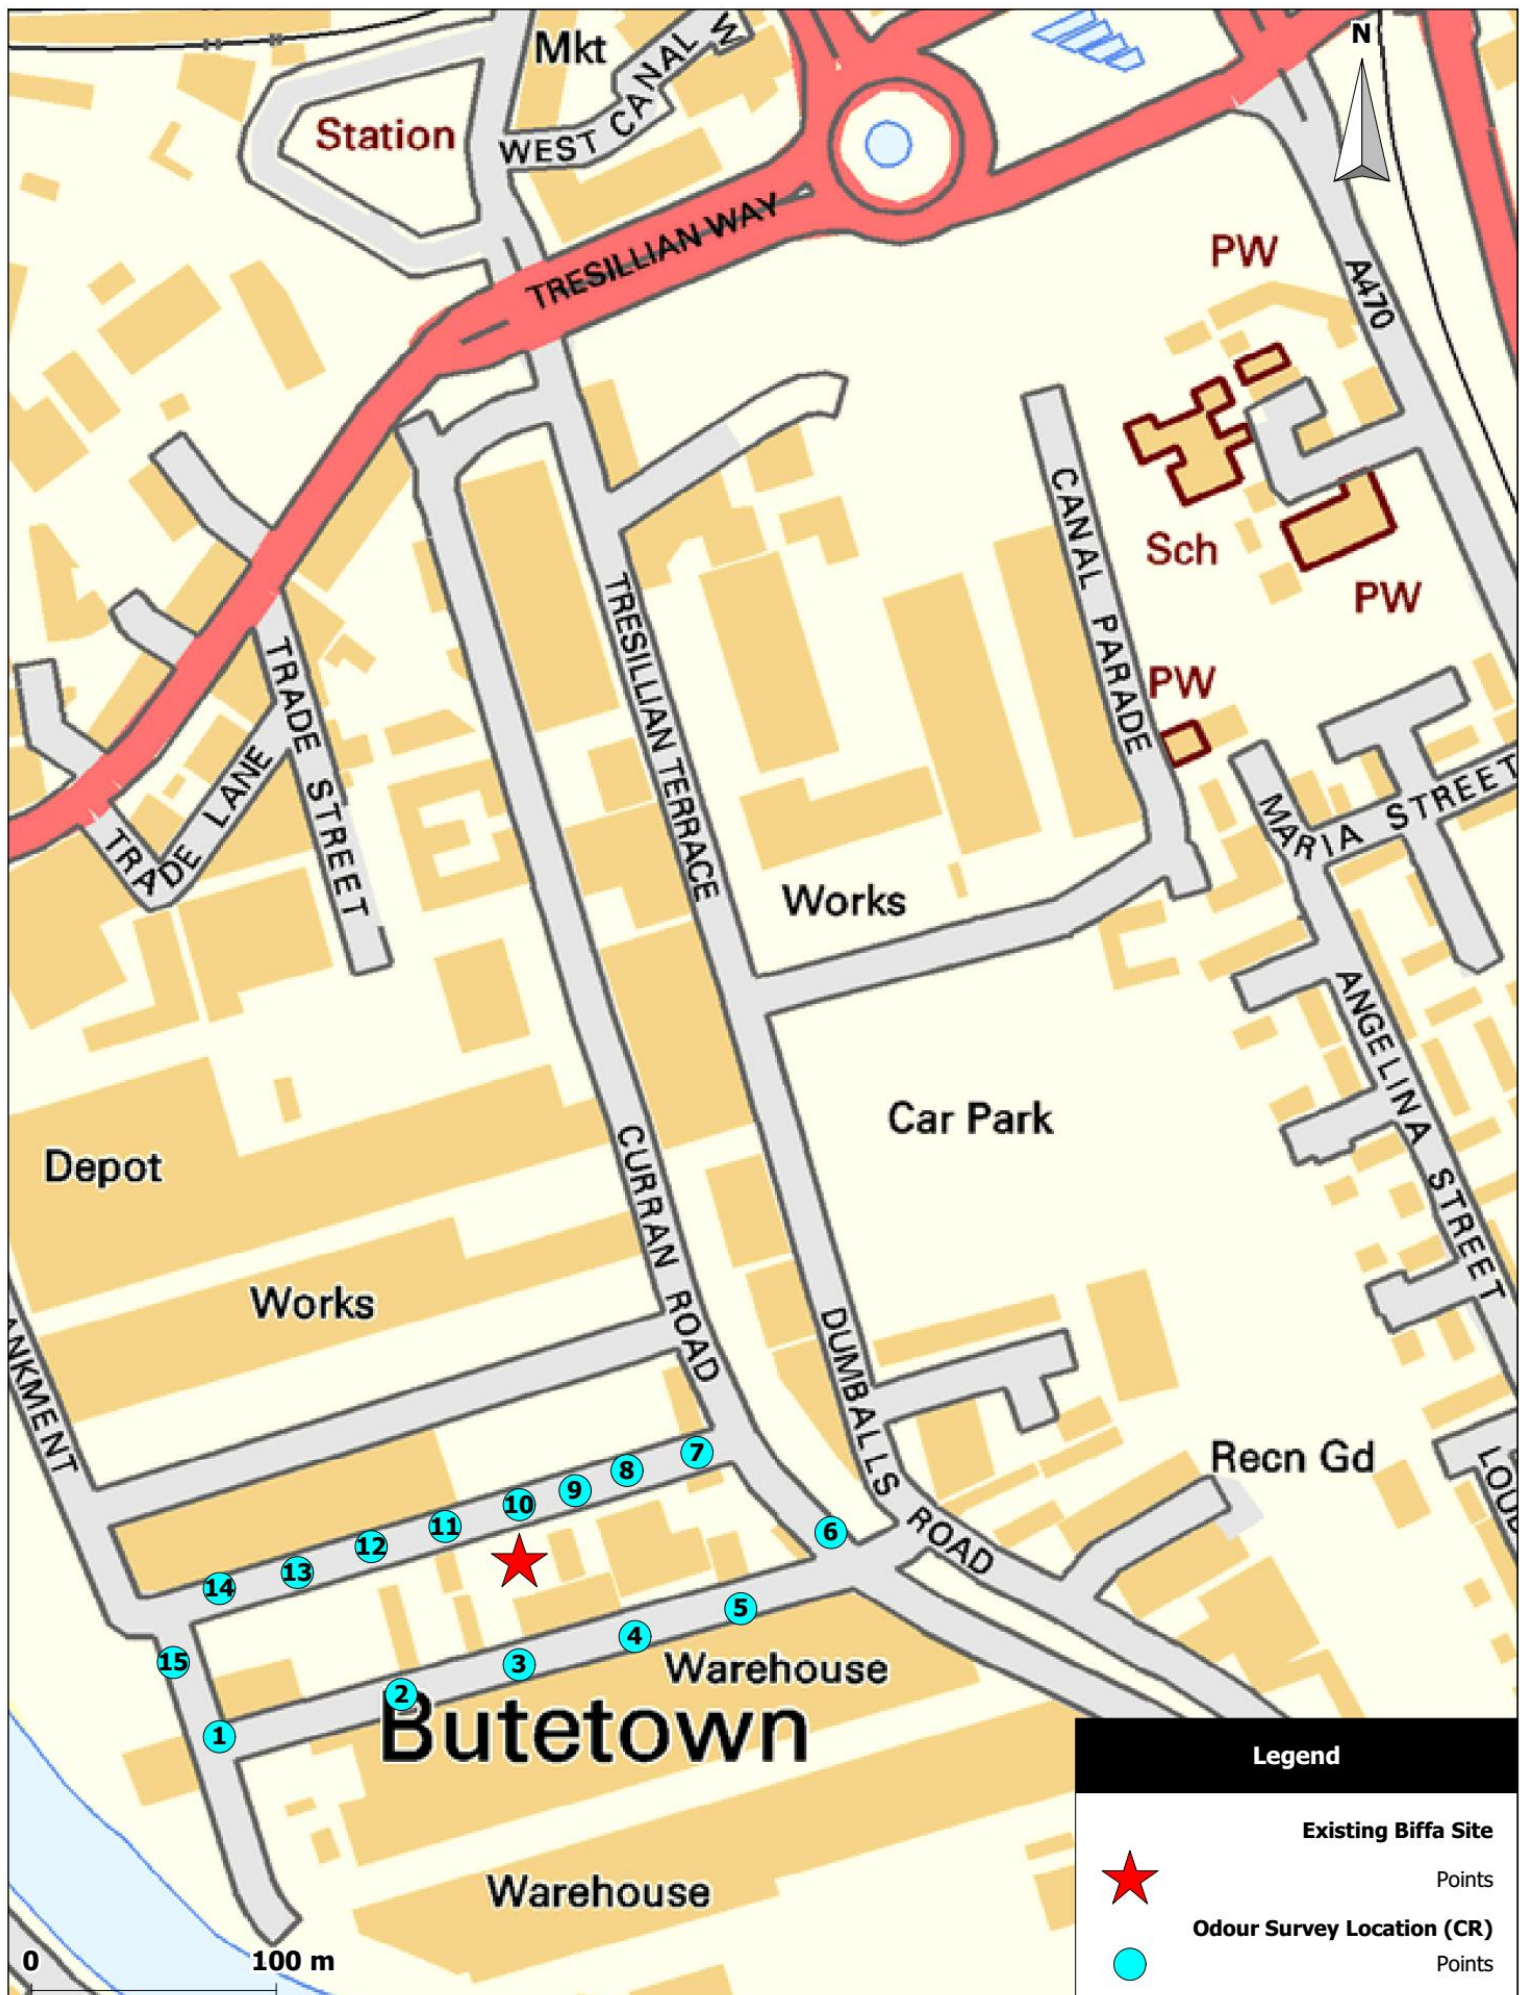 Mkt
WEST CANAL W
N
Station
TRESILLIAN WAY
PW
A470
CANAL PARADE
Sch
PW
TRESILLIAN TERRACE
TRADE STREET
PW
TRADE LANE
MARIA STREET
Works
ANGELINA STREET
Car Park
Depot
CURRAN ROAD
Works
DUMBALLS ROAD
ANKMENT
Recn Gd
LOUD
7
8
9
10
11
12
13
14
6
5
4
3
15
2
1
Warehouse
Butetown
Legend
Existing Biffa Site
Points
Warehouse
Odour Survey Location (CR)
Points
0 100 m